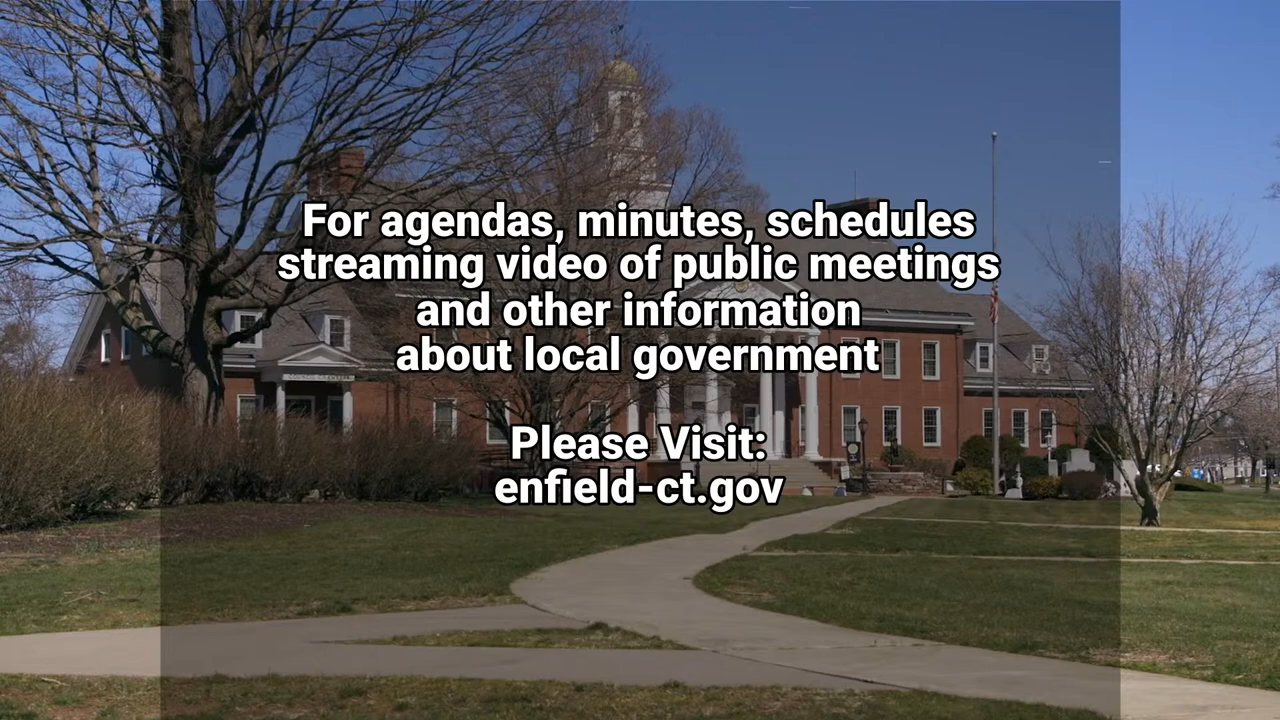 For agendas, minutes, schedules
streaming video of public meetings
and other information
about local government
Please Visit:
enfield-ct.gov